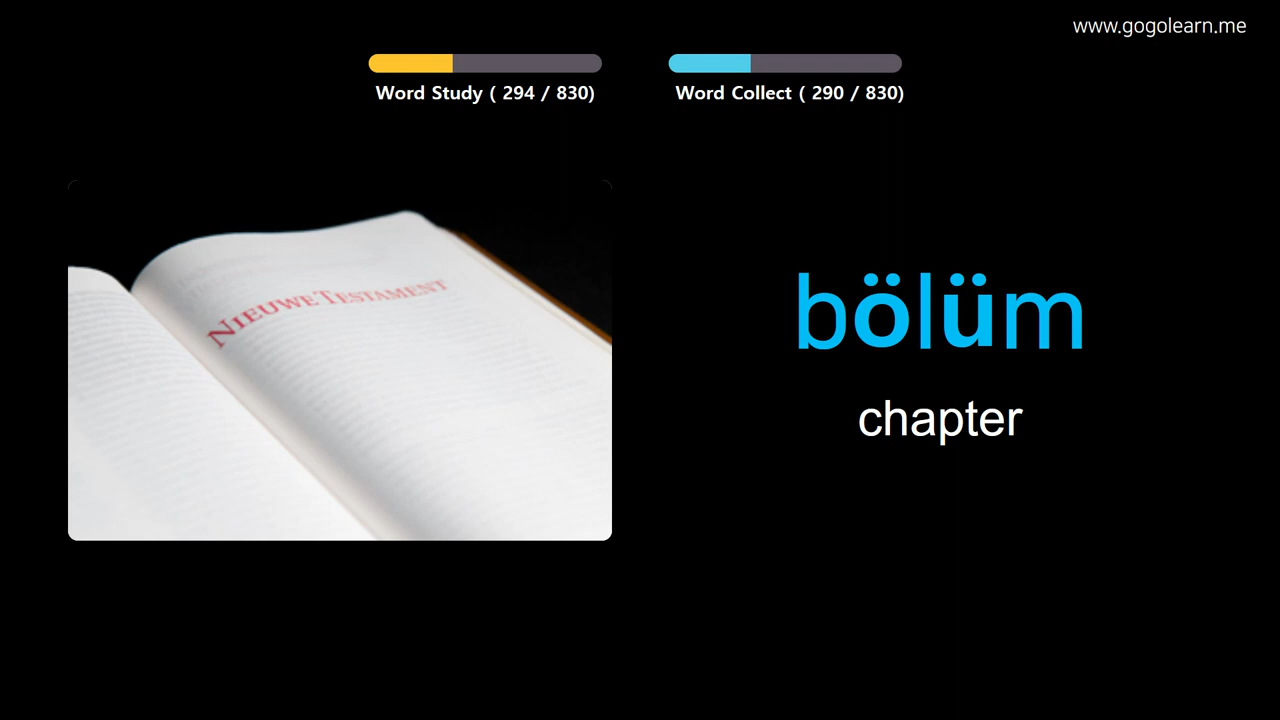 www.gogolearn.me
Word Study ( 294 / 830)
Word Collect ( 290 / 830)
NIEUWE TESTAMENT
bölüm
chapter